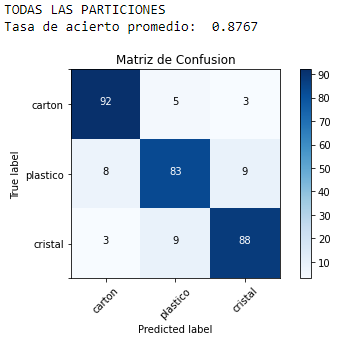 TODAS LAS PARTICIONES
Tasa de acierto promedio:  0.8767
Matriz de Confusion
carton 92 5 3
plastico 8 83 9
cristal 3 9 88
carton plastico cristal
True label
Predicted label
90
80
70
60
50
40
30
20
10